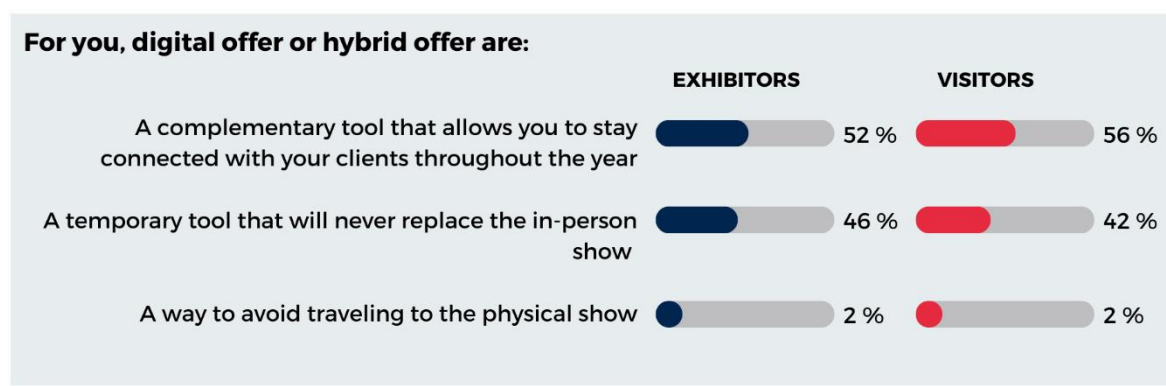 For you, digital offer or hybrid offer are:
EXHIBITORS VISITORS
A complementary tool that allows you to stay
connected with your clients throughout the year
52 % 56 %
A temporary tool that will never replace the in-person
show
46 % 42 %
A way to avoid traveling to the physical show 2 % 2 %